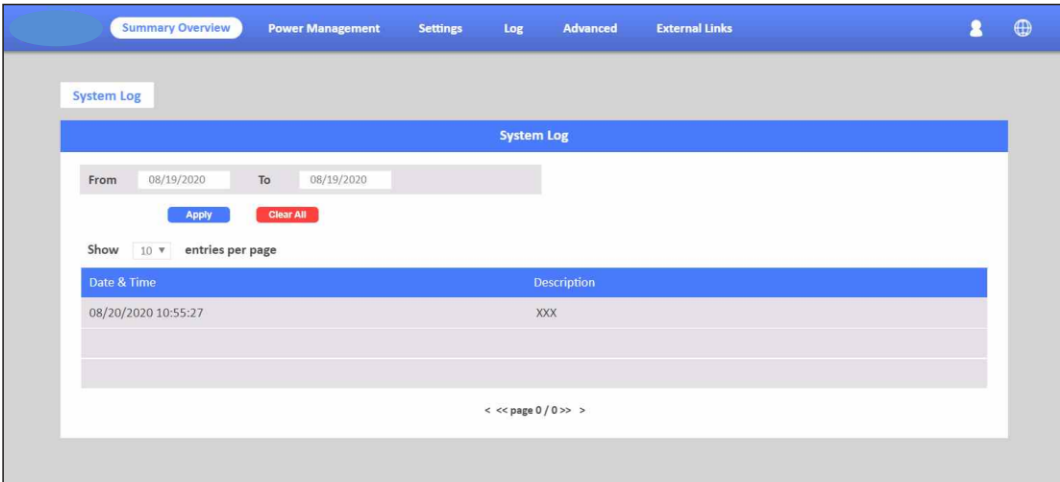 Summary Overview Power Management Settings Log Advanced External Links
System Log
System Log
From 08/19/2020 To 08/19/2020
Apply Clear All
Show 10 entries per page
Date & Time Description
08/20/2020 10:55:27 XXX
< << page 0 / 0 >> >